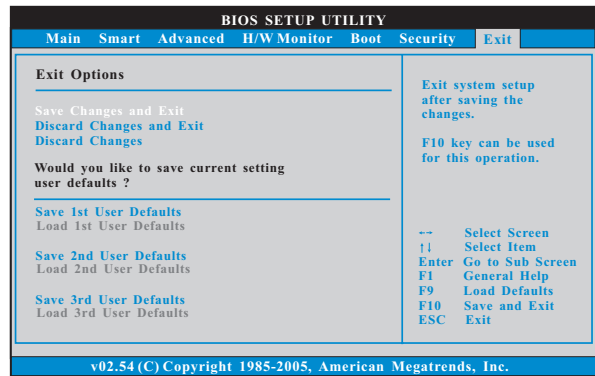 BIOS SETUP UTILITY
Main Smart Advanced H/W Monitor Boot Security Exit
Exit Options
Save Changes and Exit
Discard Changes and Exit
Discard Changes
Would you like to save current setting
user defaults ?
Save 1st User Defaults
Load 1st User Defaults
Save 2nd User Defaults
Load 2nd User Defaults
Save 3rd User Defaults
Load 3rd User Defaults
Exit system setup
after saving the
changes.
F10 key can be used
for this operation.
←→ Select Screen
↑↓ Select Item
Enter Go to Sub Screen
F1 General Help
F9 Load Defaults
F10 Save and Exit
ESC Exit
v02.54 (C) Copyright 1985-2005, American Megatrends, Inc.